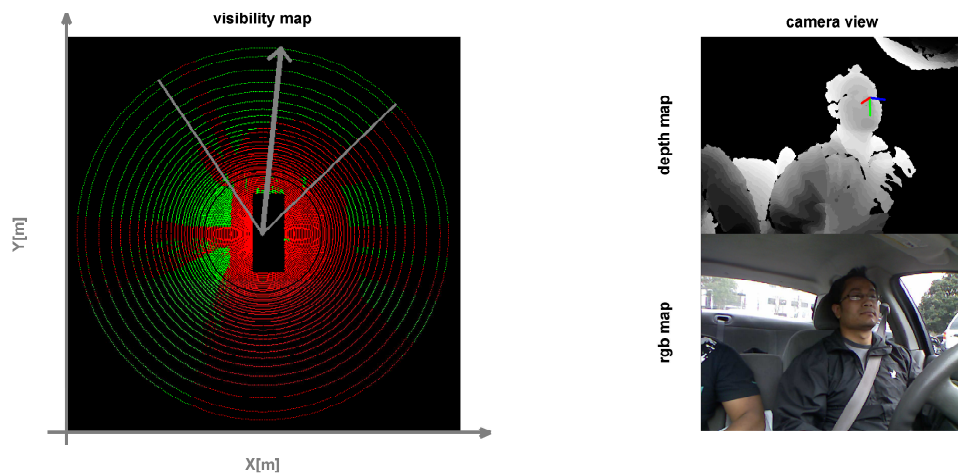 visibility map
camera view
depth map
Y[m]
rgb map
X[m]